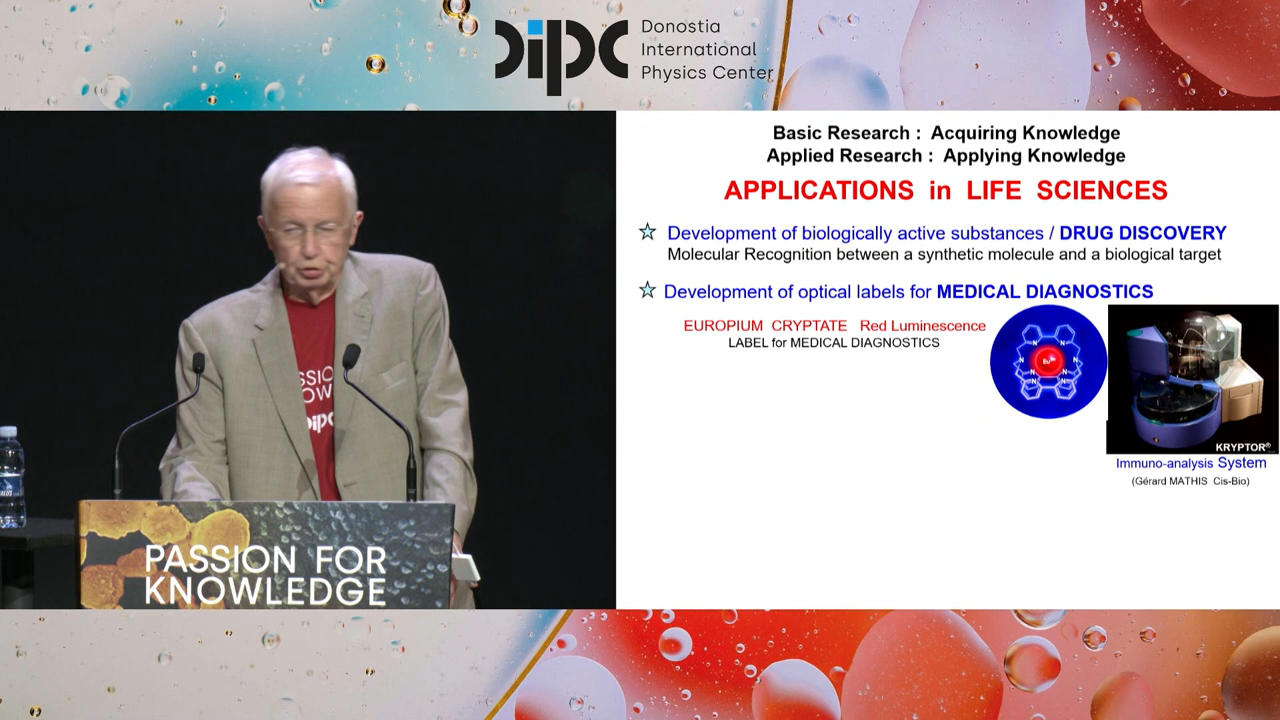 Donostia
International
Physics Center
Basic Research : Acquiring Knowledge
Applied Research : Applying Knowledge
APPLICATIONS in LIFE SCIENCES
Development of biologically active substances / DRUG DISCOVERY
Molecular Recognition between a synthetic molecule and a biological target
Development of optical labels for MEDICAL DIAGNOSTICS
EUROPIUM CRYPTATE Red Luminescence
LABEL for MEDICAL DIAGNOSTICS
KRYPTOR®
Immuno-analysis System
(Gérard MATHIS Cis-Bio)
SSIO
OW
dipc
PASSION FOR
KNOWLEDGE